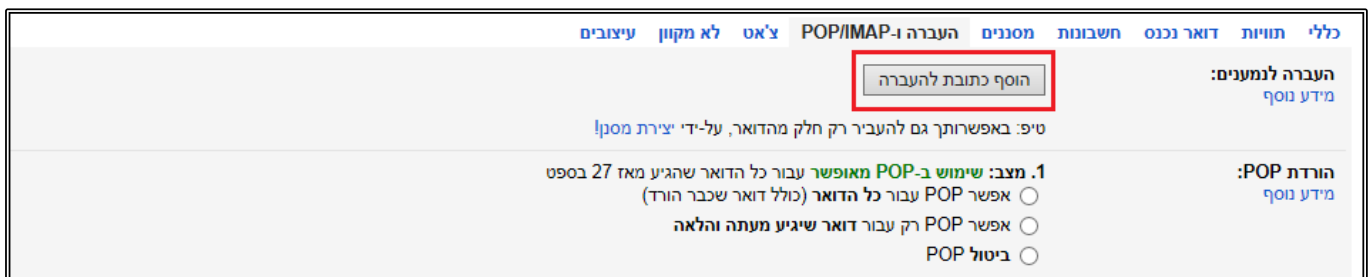 כללי תוויות דואר נכנס חשבונות מסננים העברה ו-POP/IMAP צ'אט לא מקוון עיצובים
העברה לנמענים: הוסף כתובת להעברה
מידע נוסף
טיפ: באפשרותך גם להעביר רק חלק מהדואר, על-ידי יצירת מסנן!
הורדת POP: 1. מצב: שימוש ב-POP מאופשר עבור כל הדואר שהגיע מאז 27 בספט
מידע נוסף אפשר POP עבור כל הדואר (כולל דואר שכבר הורד)
אפשר POP רק עבור דואר שיגיע מעתה והלאה
ביטול POP